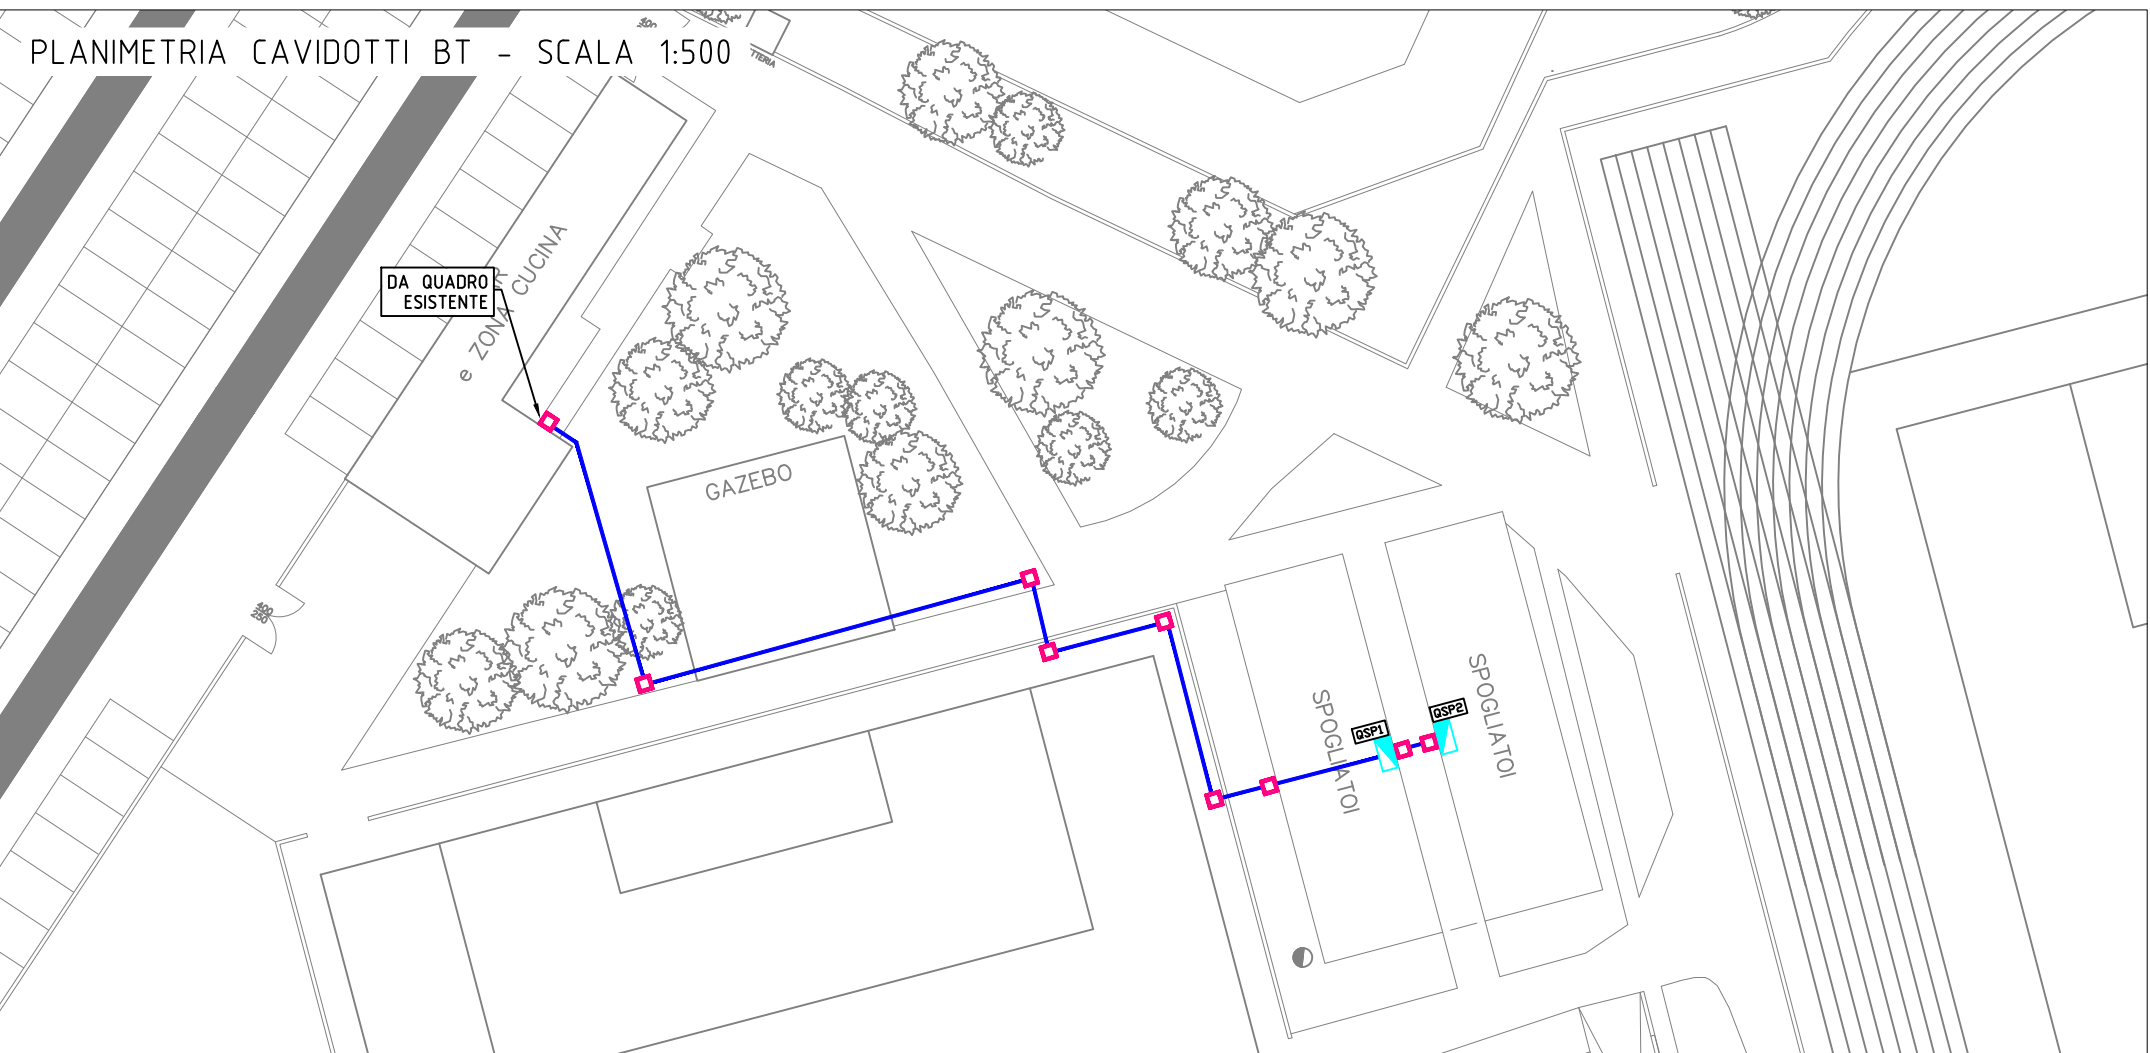 PLANIMETRIA CAVIDOTTI BT - SCALA 1:500
DA QUADRO
ESISTENTE
e ZONA
CUCINA
GAZEBO
SPOGLIATOI
SPOGLIATOI
QSP1
QSP2